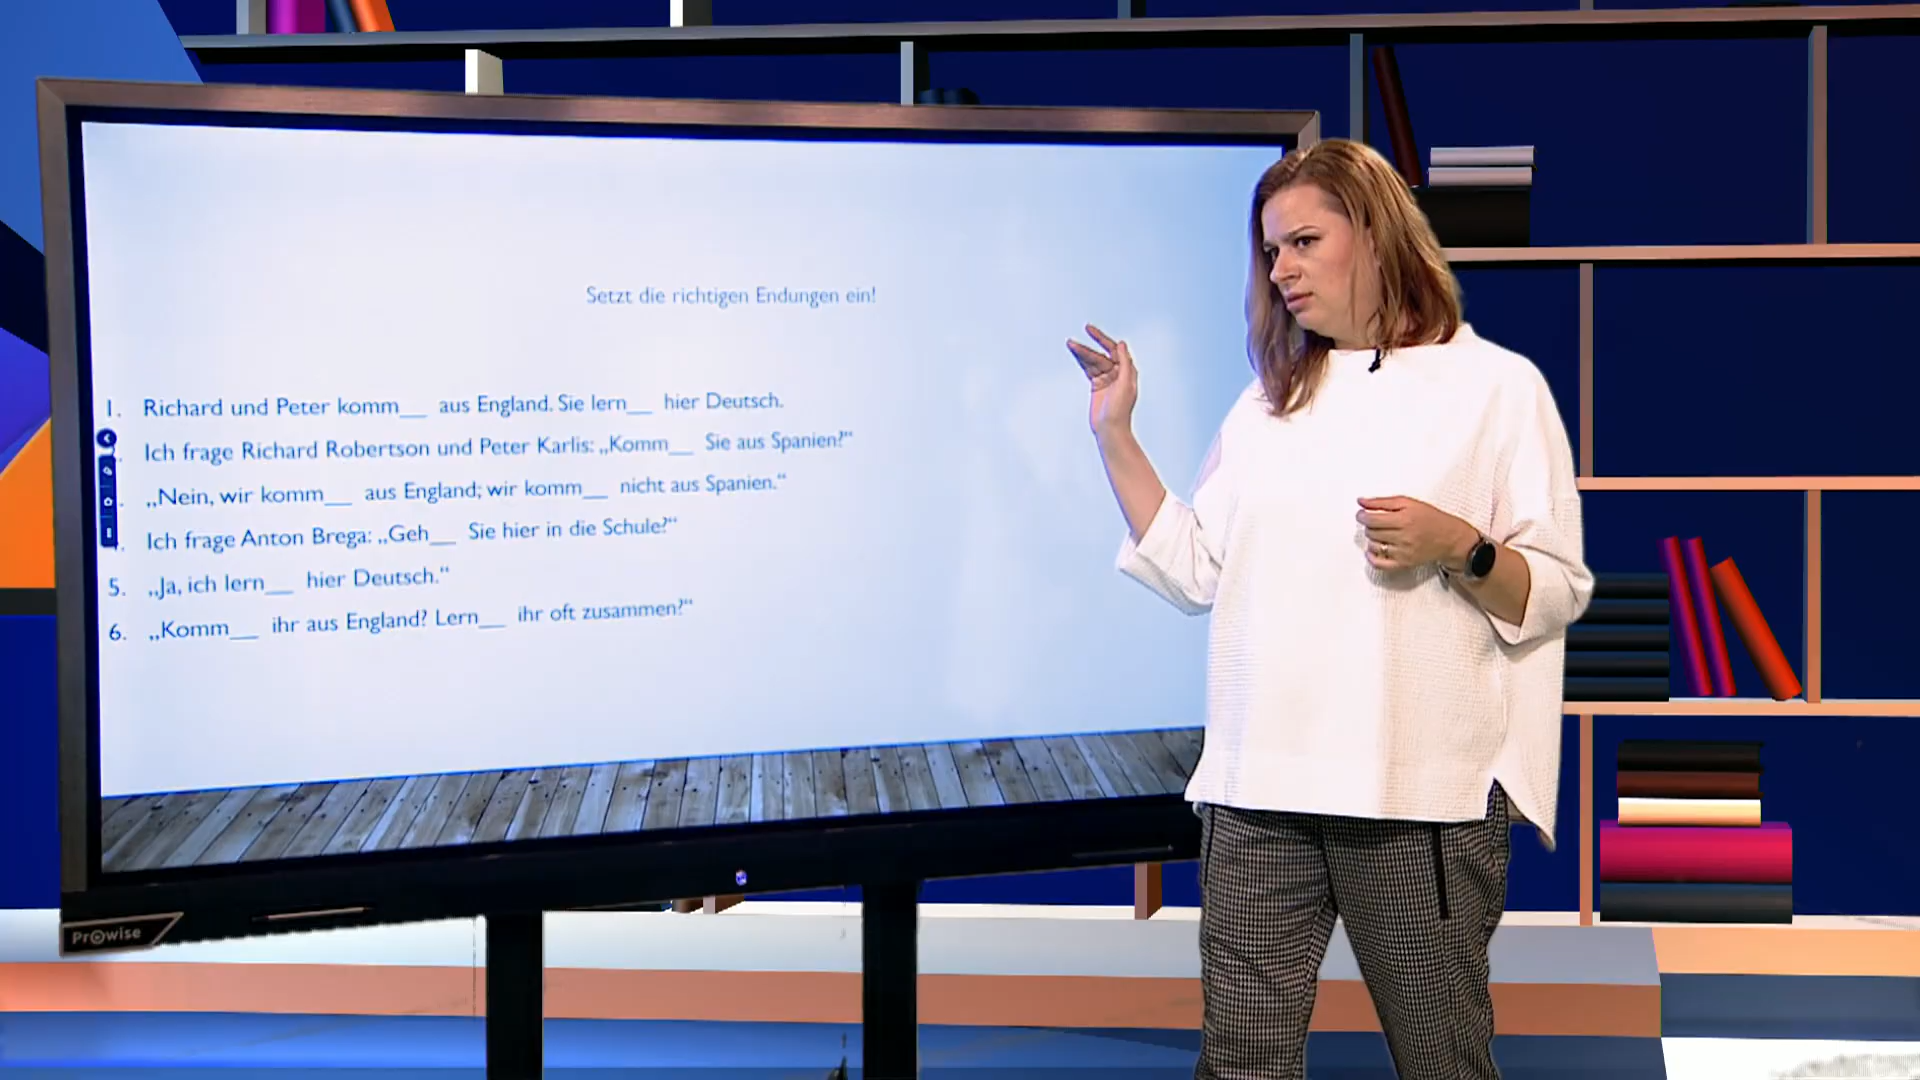 Setzt die richtigen Endungen ein!
1. Richard und Peter komm__ aus England. Sie lern__ hier Deutsch.
Ich frage Richard Robertson und Peter Karlis: „Komm__ Sie aus Spanien?“
„Nein, wir komm__ aus England; wir komm__ nicht aus Spanien.“
Ich frage Anton Brega: „Geh__ Sie hier in die Schule?“
5. „Ja, ich lern__ hier Deutsch.“
6. „Komm__ ihr aus England? Lern__ ihr oft zusammen?“
Prowise